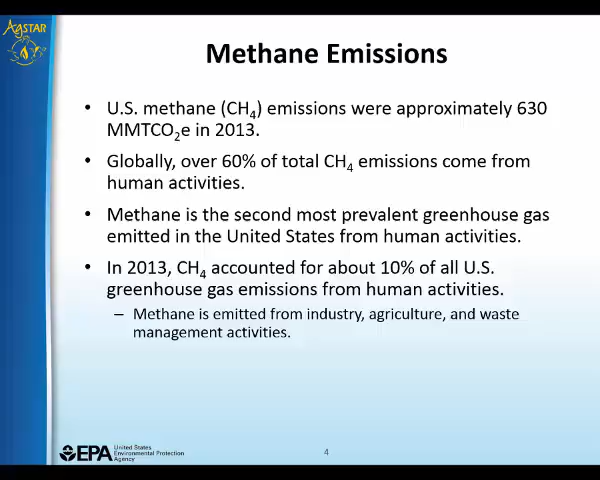 AgSTAR
Methane Emissions
• U.S. methane (CH₄) emissions were approximately 630
MMTCO₂e in 2013.
• Globally, over 60% of total CH₄ emissions come from
human activities.
• Methane is the second most prevalent greenhouse gas
emitted in the United States from human activities.
• In 2013, CH₄ accounted for about 10% of all U.S.
greenhouse gas emissions from human activities.
– Methane is emitted from industry, agriculture, and waste
management activities.
EPA
United States
Environmental Protection
Agency
4